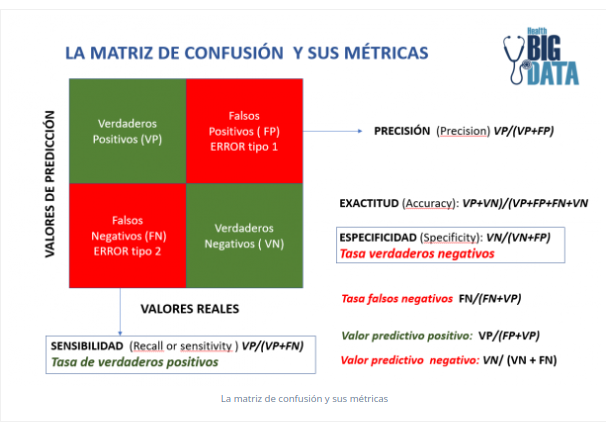 LA MATRIZ DE CONFUSIÓN Y SUS MÉTRICAS
Health
BIG
DATA
VALORES DE PREDICCIÓN
Verdaderos
Positivos (VP)
Falsos
Positivos ( FP)
ERROR tipo 1
Falsos
Negativos (FN)
ERROR tipo 2
Verdaderos
Negativos ( VN)
VALORES REALES
PRECISIÓN (Precision) VP/(VP+FP)
EXACTITUD (Accuracy): VP+VN)/(VP+FP+FN+VN
ESPECIFICIDAD (Specificity): VN/(VN+FP)
Tasa verdaderos negativos
Tasa falsos negativos FN/(FN+VP)
Valor predictivo positivo: VP/(FP+VP)
Valor predictivo negativo: VN/ (VN + FN)
SENSIBILIDAD (Recall or sensitivity ) VP/(VP+FN)
Tasa de verdaderos positivos
La matriz de confusión y sus métricas